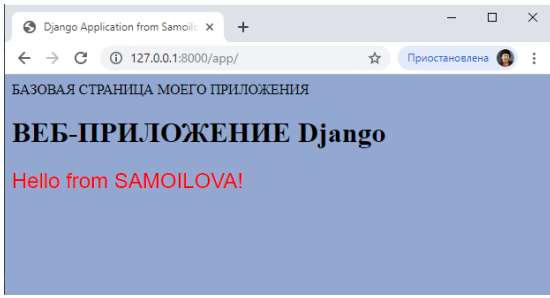 Django Application from Samoilo
127.0.0.1:8000/app/
Приостановлена
БАЗОВАЯ СТРАНИЦА МОЕГО ПРИЛОЖЕНИЯ
ВЕБ-ПРИЛОЖЕНИЕ Django
Hello from SAMOILOVA!